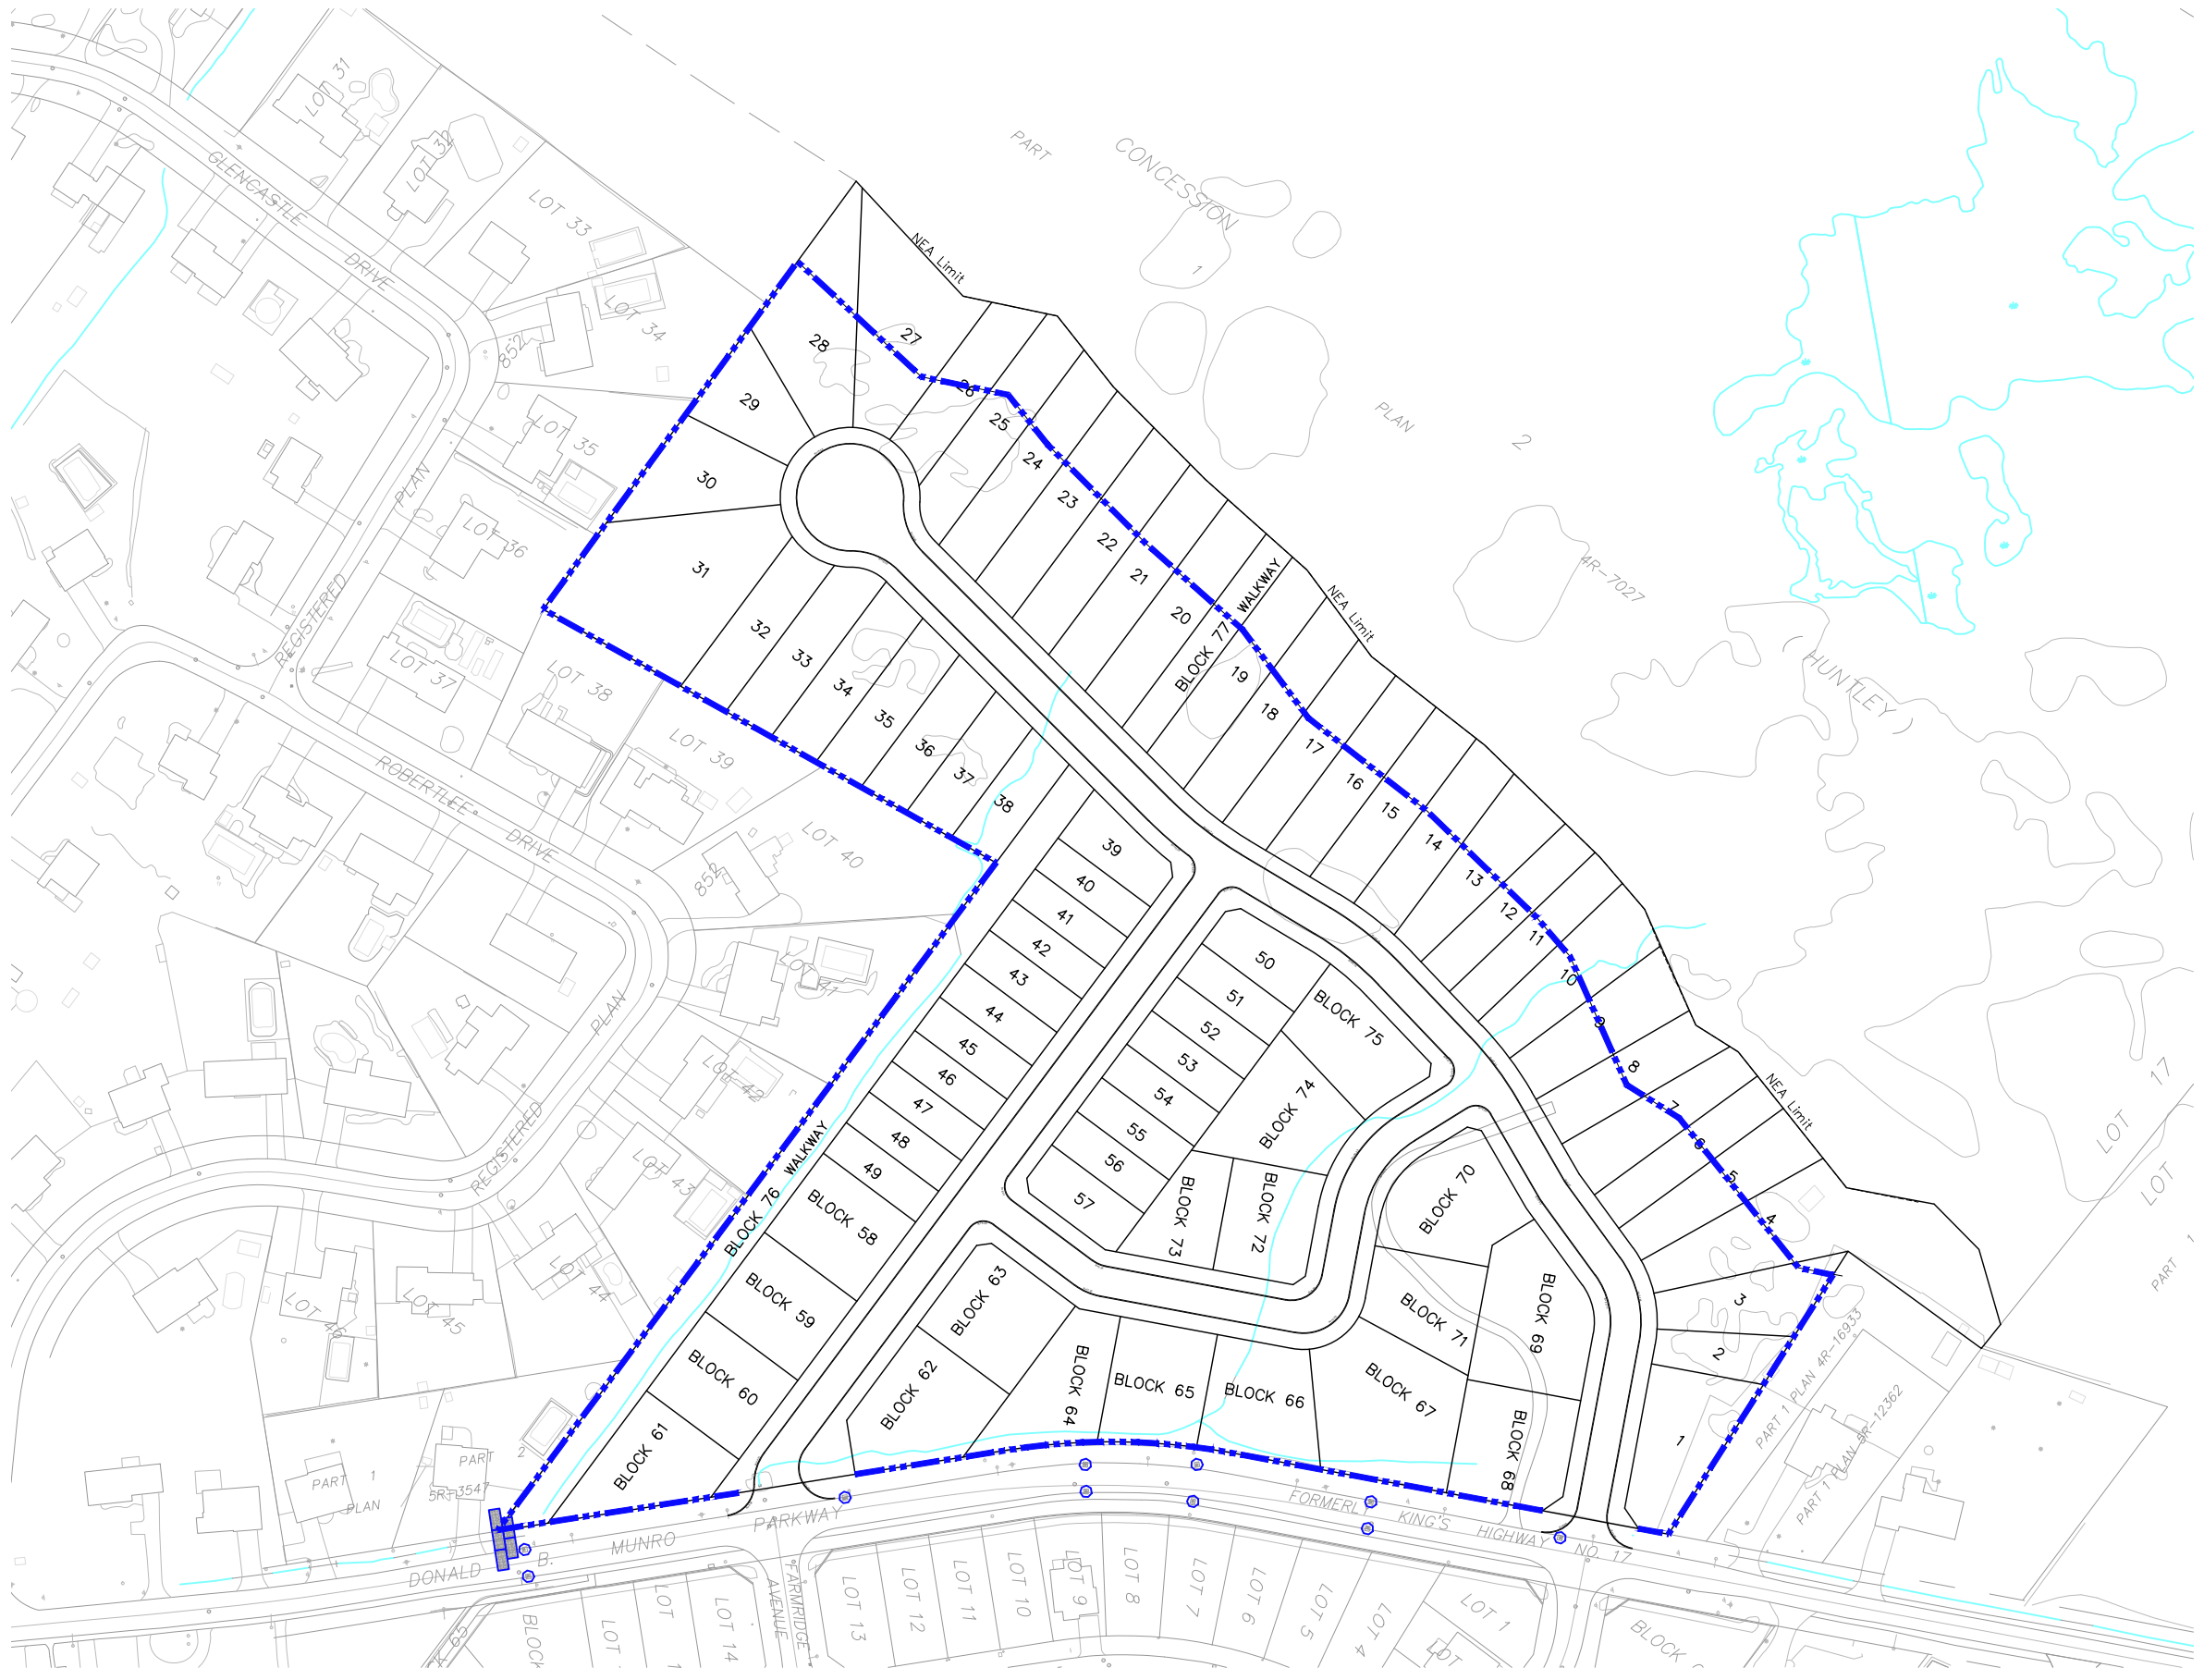 LOT 31
LOT 32
LOT 33
LOT 34
852
LOT 35
LOT 36
LOT 37
LOT 38
LOT 39
LOT 40
852
LOT 41
LOT 42
LOT 43
LOT 44
LOT 45
LOT 46
GLENCASTLE
DRIVE
REGISTERED
PLAN
ROBERTLEE
DRIVE
REGISTERED
PLAN
PART
CONCESSION
1
PLAN
2
4R-7027
( HUNTLEY )
LOT 17
LOT
PART 1
NEA Limit
NEA Limit
NEA Limit
28
27
26
25
24
23
22
21
20
BLOCK 77 WALKWAY
19
18
17
16
15
14
13
12
11
10
9
8
7
6
5
4
3
2
1
29
30
31
32
33
34
35
36
37
38
39
40
41
42
43
44
45
46
47
48
49
BLOCK 58
BLOCK 59
BLOCK 60
BLOCK 61
BLOCK 76 WALKWAY
50
51
52
53
54
55
56
57
BLOCK 75
BLOCK 74
BLOCK 73
BLOCK 72
BLOCK 70
BLOCK 71
BLOCK 69
BLOCK 68
BLOCK 67
BLOCK 66
BLOCK 65
BLOCK 64
BLOCK 63
BLOCK 62
PART 1 PLAN 4R-16933
PART 1 PLAN 5R-12362
PART 1
PLAN
5R-3547
PART 2
DONALD B. MUNRO PARKWAY
FORMERLY KING'S HIGHWAY NO. 17
FARMRIDGE
AVENUE
BLOCK
LOT
LOT
LOT 14
LOT 13
LOT 12
LOT 11
LOT 10
LOT 9
LOT 8
LOT 7
LOT 6
LOT 5
LOT 4
LOT
LOT 1
BLOCK